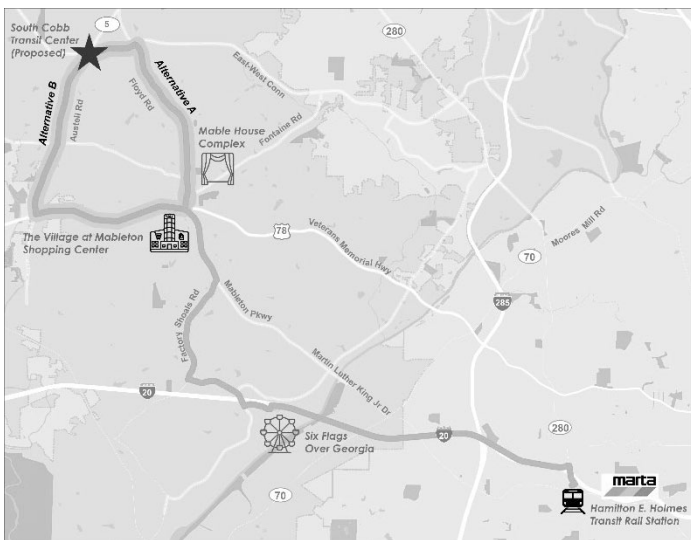 South Cobb
Transit Center
(Proposed)
5
280
East-West Conn
Alternative B
Austell Rd
Floyd Rd
Alternative A
Mable House
Complex
Fontaine Rd
The Village at Mableton
Shopping Center
78
Veterans Memorial Hwy
Moores Mill Rd
70
285
Factory Shoals Rd
Mableton Pkwy
Martin Luther King Jr Dr
20
Six Flags
Over Georgia
20
280
70
marta
Hamilton E. Holmes
Transit Rail Station